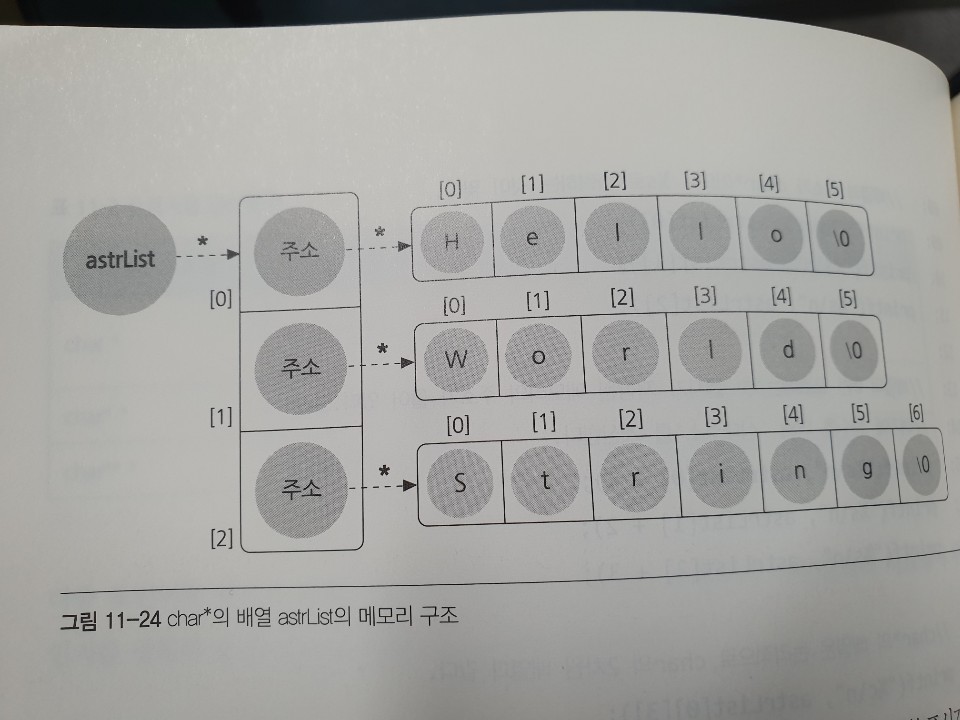 [0] [1] [2] [3] [4] [5]
astrList * 주소 * H e l l o \0
[0]
[0] [1] [2] [3] [4] [5]
주소 * W o r l d \0
[1]
[0] [1] [2] [3] [4] [5] [6]
주소 * S t r i n g \0
[2]
그림 11-24 char*의 배열 astrList의 메모리 구조